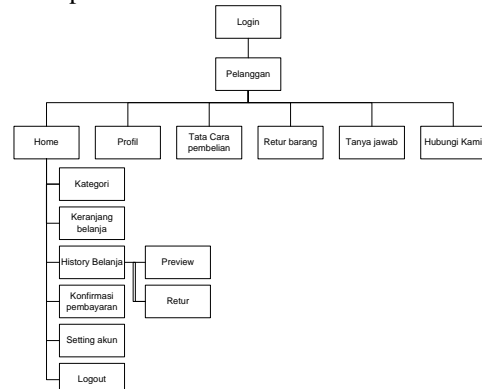 Login
Pelanggan
Home
Profil
Tata Cara
pembelian
Retur barang
Tanya jawab
Hubungi Kami
Kategori
Keranjang
belanja
History Belanja
Preview
Konfirmasi
pembayaran
Retur
Setting akun
Logout